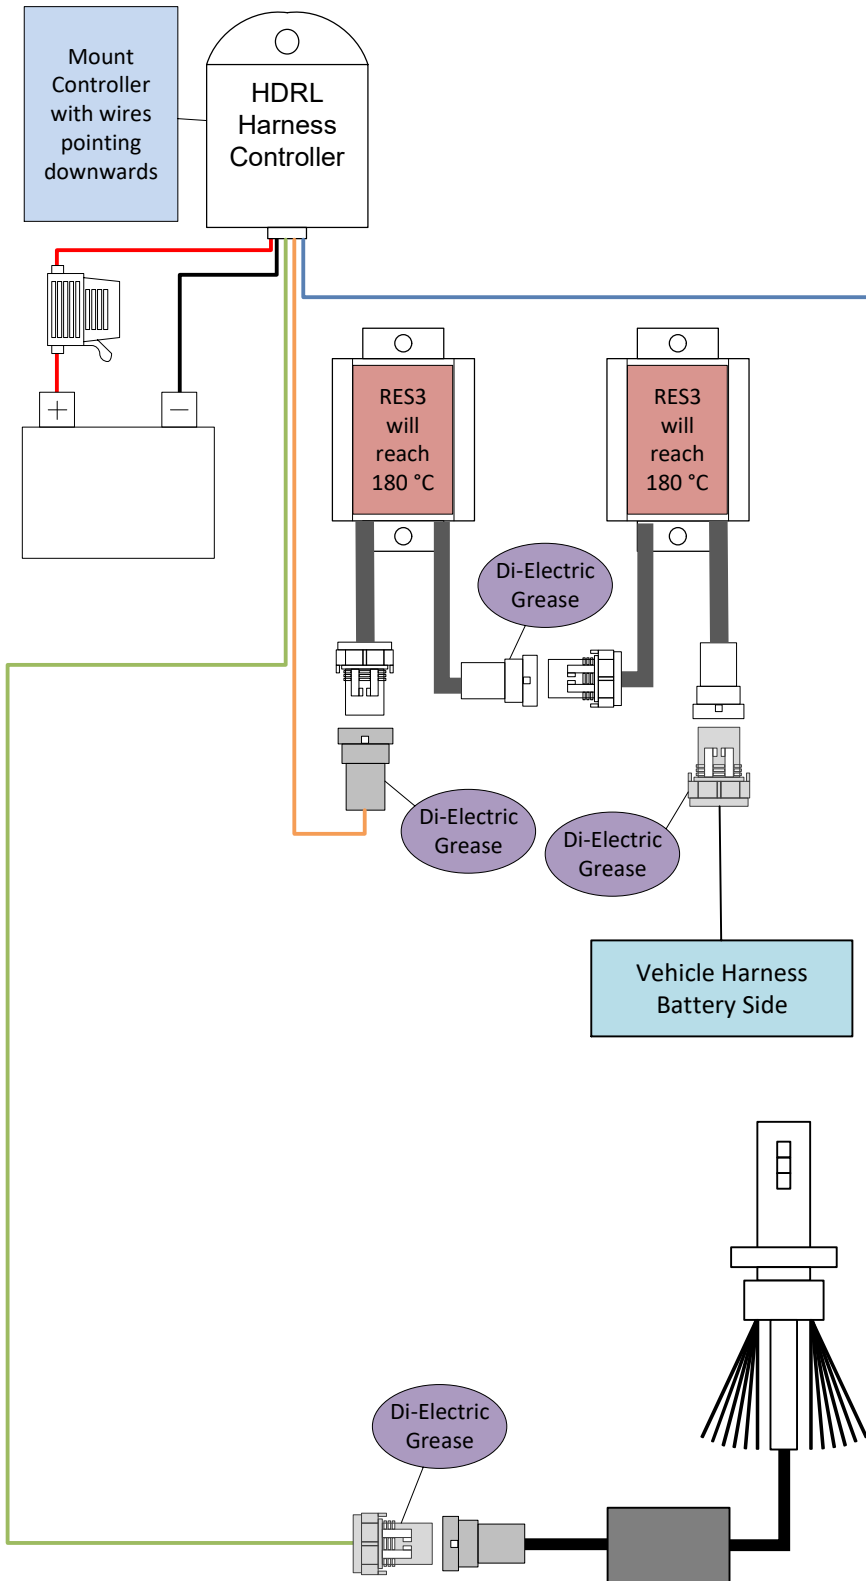 Mount
Controller
with wires
pointing
downwards
HDRL
Harness
Controller
+
−
RES3
will
reach
180 °C
RES3
will
reach
180 °C
Di-Electric
Grease
Di-Electric
Grease
Di-Electric
Grease
Vehicle Harness
Battery Side
Di-Electric
Grease